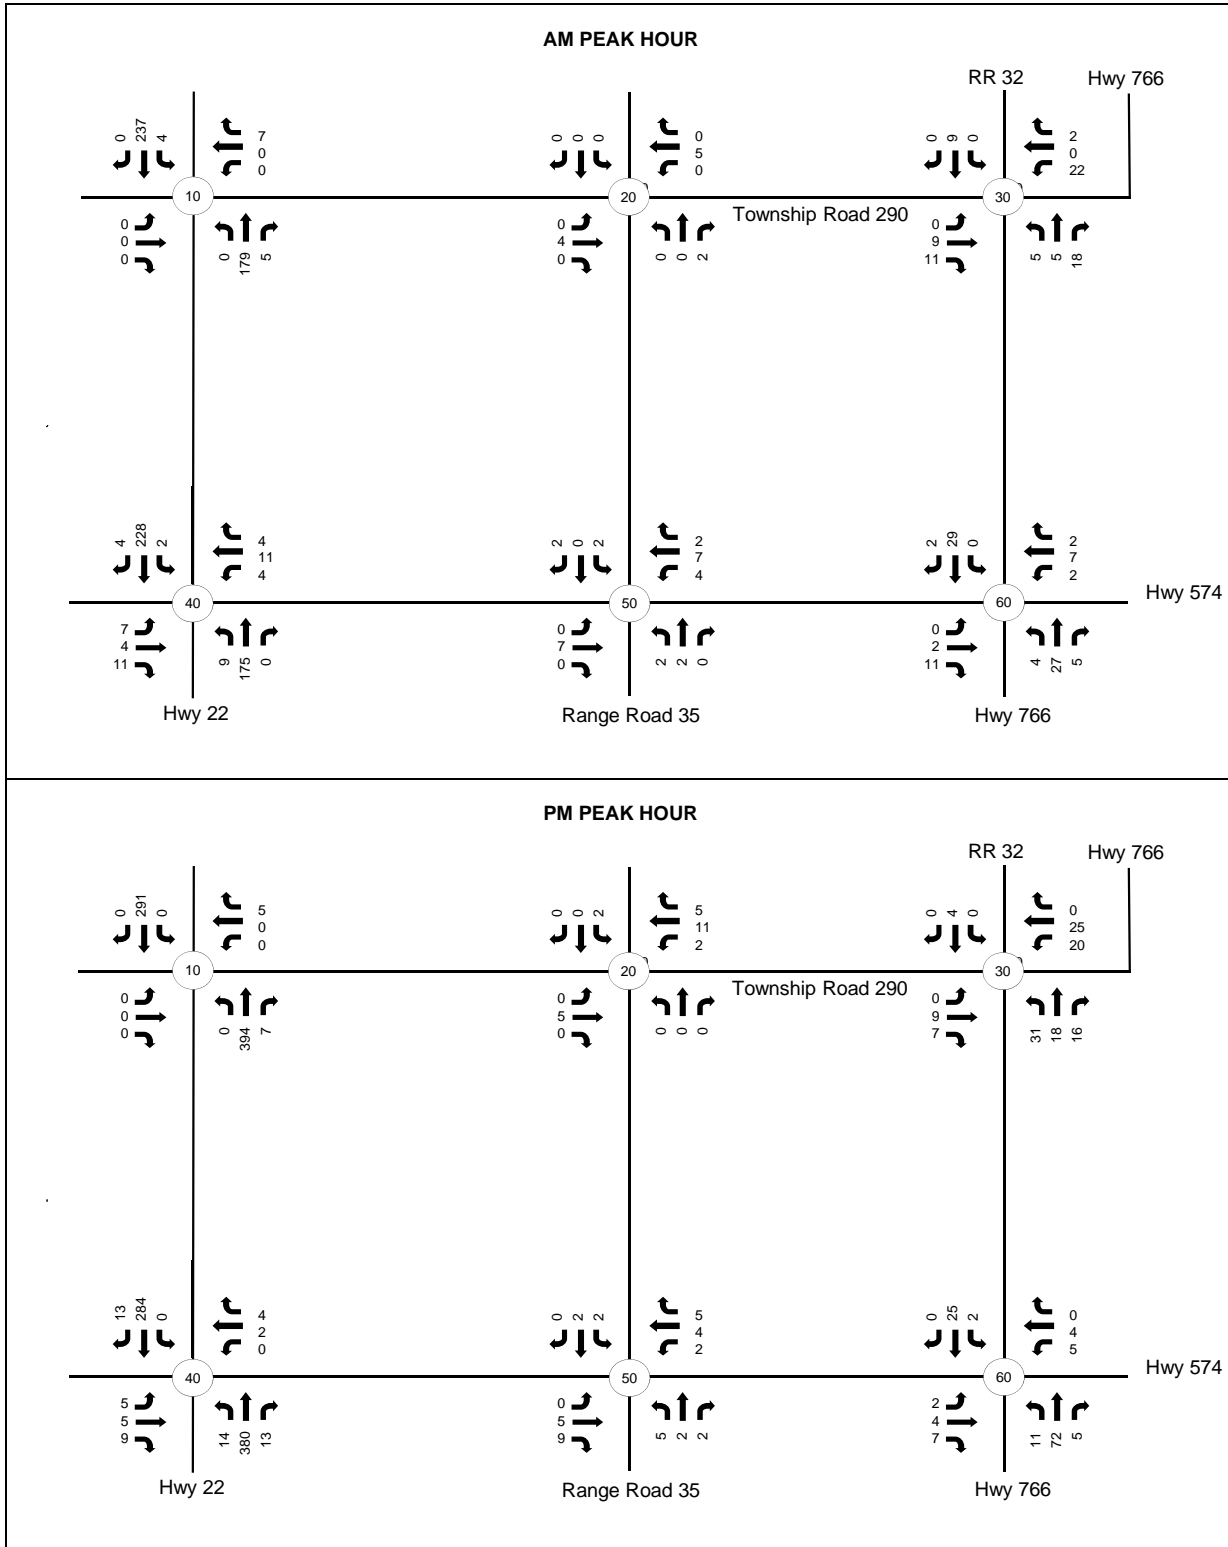 AM PEAK HOUR
RR 32 Hwy 766
0 237 4 7 0 0 0 5 0 2
0 0 0 0 9 0 0 0 22
10 20 30
Township Road 290
0 0 0
0 4 9
0 0 11
0 179 5 0 0 2 5 5 18
4 228 2 2 0 2 2 29 0
4 2 2
11 7 7
4 4 2
40 50 60
Hwy 574
7 0 0
4 7 2
11 0 11
9 175 0 2 2 0 4 27 5
Hwy 22 Range Road 35 Hwy 766
PM PEAK HOUR
RR 32 Hwy 766
0 291 0 0 0 2 0 4 0
5 5 0
0 11 25
0 2 20
10 20 30
Township Road 290
0 0 0
0 5 9
0 0 7
0 394 7 0 0 0 31 18 16
13 284 0 0 2 2 0 25 2
4 5 0
2 4 4
0 2 5
40 50 60
Hwy 574
5 0 2
5 5 4
9 9 7
14 380 13 5 2 2 11 72 5
Hwy 22 Range Road 35 Hwy 766